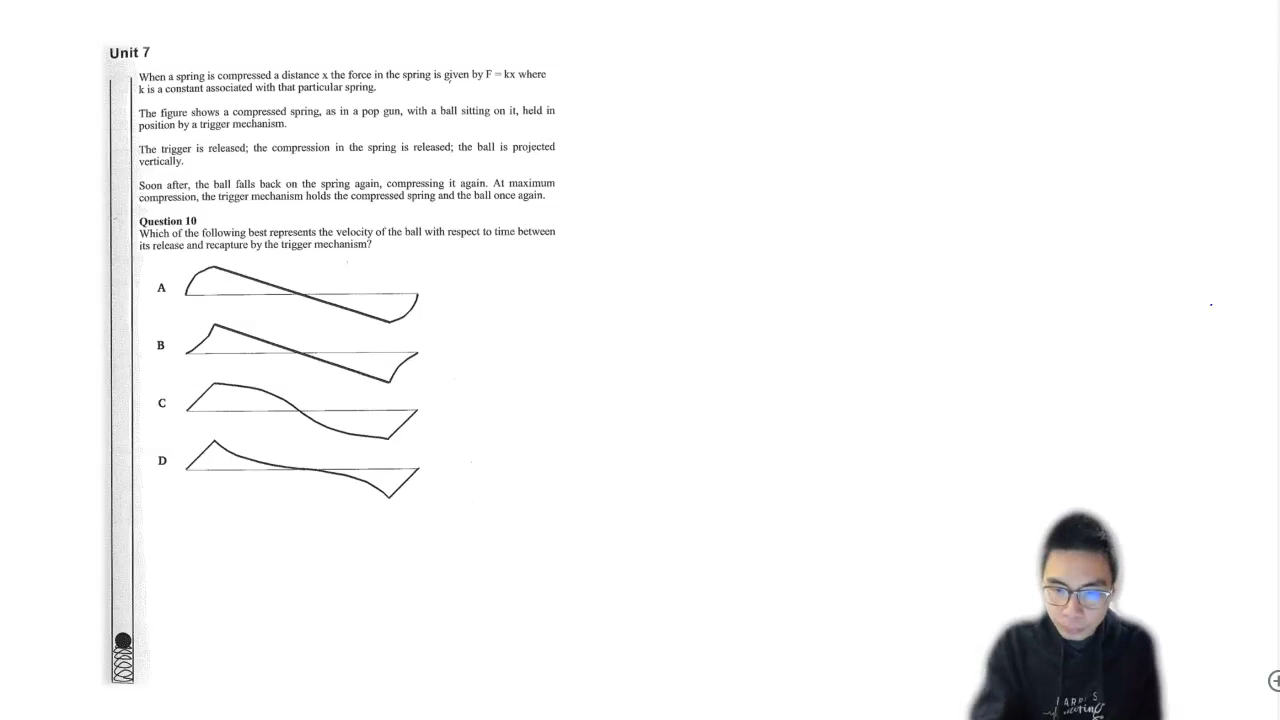 Unit 7
When a spring is compressed a distance x the force in the spring is given by F = kx where
k is a constant associated with that particular spring.
The figure shows a compressed spring, as in a pop gun, with a ball sitting on it, held in
position by a trigger mechanism.
The trigger is released; the compression in the spring is released; the ball is projected
vertically.
Soon after, the ball falls back on the spring again, compressing it again. At maximum
compression, the trigger mechanism holds the compressed spring and the ball once again.
Question 10
Which of the following best represents the velocity of the ball with respect to time between
its release and recapture by the trigger mechanism?
A
B
C
D